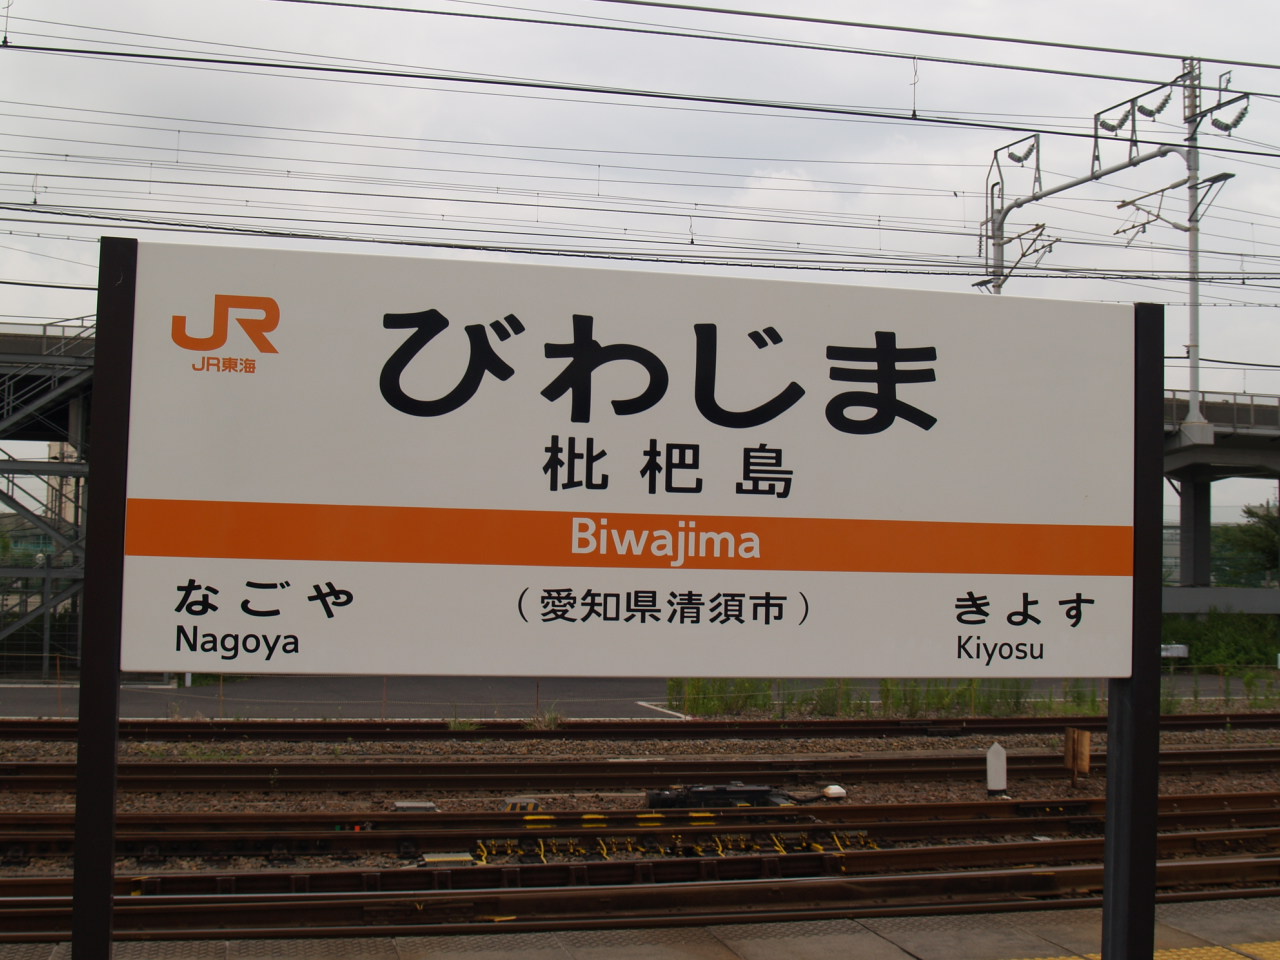 JR
JR東海
びわじま
枇杷島
Biwajima
なごや
Nagoya
(愛知県清須市)
きよす
Kiyosu